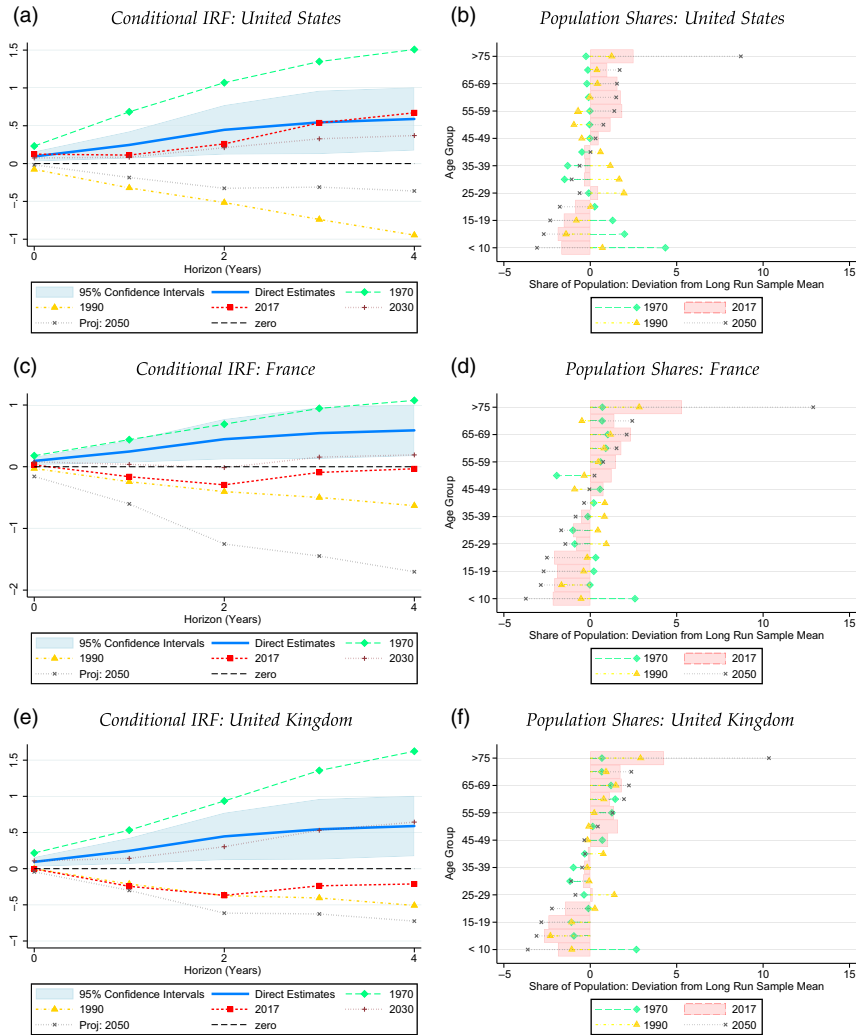 (a) Conditional IRF: United States
1.5
1
.5
0
−.5
−1
0 2 4
Horizon (Years)
95% Confidence Intervals Direct Estimates 1970
1990 2017 2030
Proj: 2050 zero
(b) Population Shares: United States
Age Group
>75
65-69
55-59
45-49
35-39
25-29
15-19
< 10
−5 0 5 10 15
Share of Population: Deviation from Long Run Sample Mean
1970 2017
1990 2050
(c) Conditional IRF: France
1
0
−1
−2
0 2 4
Horizon (Years)
95% Confidence Intervals Direct Estimates 1970
1990 2017 2030
Proj: 2050 zero
(d) Population Shares: France
Age Group
>75
65-69
55-59
45-49
35-39
25-29
15-19
< 10
−5 0 5 10 15
Share of Population: Deviation from Long Run Sample Mean
1970 2017
1990 2050
(e) Conditional IRF: United Kingdom
1.5
1
.5
0
−.5
−1
0 2 4
Horizon (Years)
95% Confidence Intervals Direct Estimates 1970
1990 2017 2030
Proj: 2050 zero
(f) Population Shares: United Kingdom
Age Group
>75
65-69
55-59
45-49
35-39
25-29
15-19
< 10
−5 0 5 10 15
Share of Population: Deviation from Long Run Sample Mean
1970 2017
1990 2050